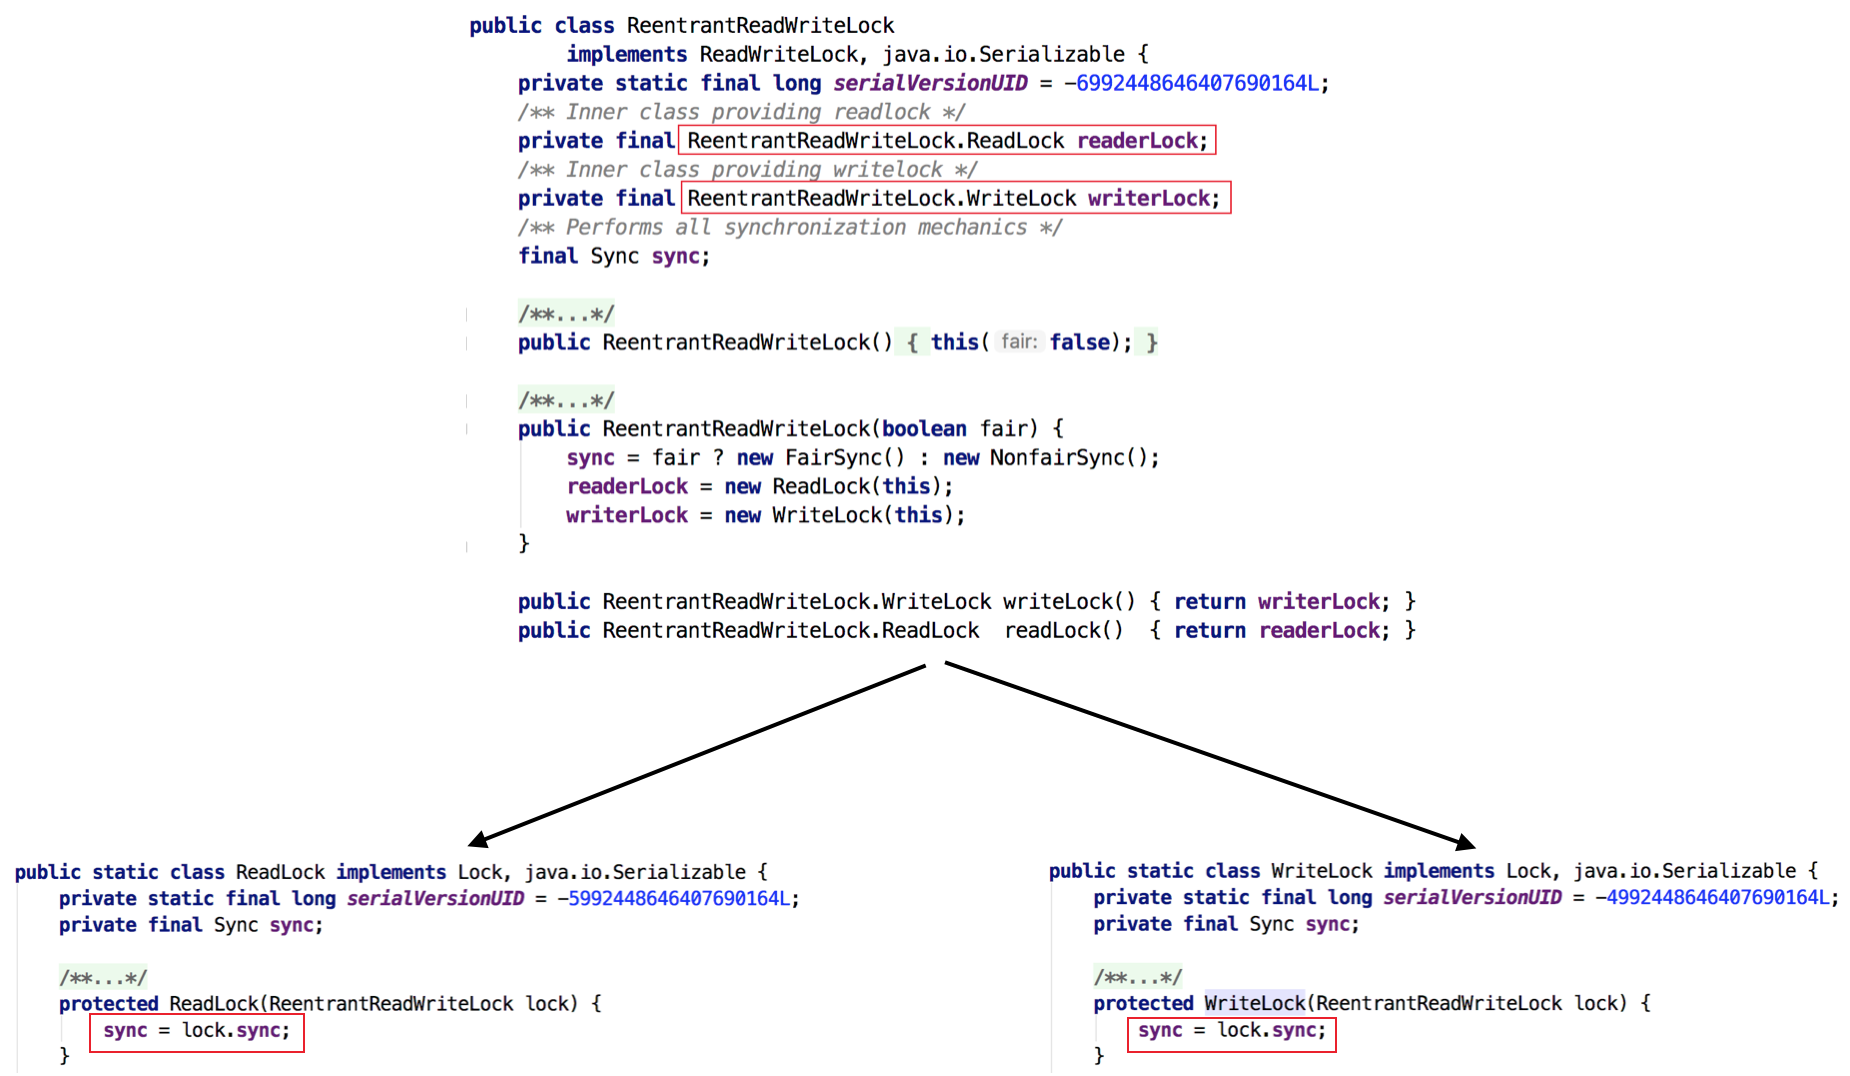 public class ReentrantReadWriteLock
        implements ReadWriteLock, java.io.Serializable {
    private static final long serialVersionUID = -6992448646407690164L;
    /** Inner class providing readlock */
    private final ReentrantReadWriteLock.ReadLock readerLock;
    /** Inner class providing writelock */
    private final ReentrantReadWriteLock.WriteLock writerLock;
    /** Performs all synchronization mechanics */
    final Sync sync;
    /**...*/
    public ReentrantReadWriteLock() { this( fair: false); }
    /**...*/
    public ReentrantReadWriteLock(boolean fair) {
        sync = fair ? new FairSync() : new NonfairSync();
        readerLock = new ReadLock(this);
        writerLock = new WriteLock(this);
    }
    public ReentrantReadWriteLock.WriteLock writeLock() { return writerLock; }
    public ReentrantReadWriteLock.ReadLock  readLock()  { return readerLock; }
public static class ReadLock implements Lock, java.io.Serializable {
    private static final long serialVersionUID = -5992448646407690164L;
    private final Sync sync;
    /**...*/
    protected ReadLock(ReentrantReadWriteLock lock) {
        sync = lock.sync;
    }
public static class WriteLock implements Lock, java.io.Serializable {
    private static final long serialVersionUID = -4992448646407690164L;
    private final Sync sync;
    /**...*/
    protected WriteLock(ReentrantReadWriteLock lock) {
        sync = lock.sync;
    }